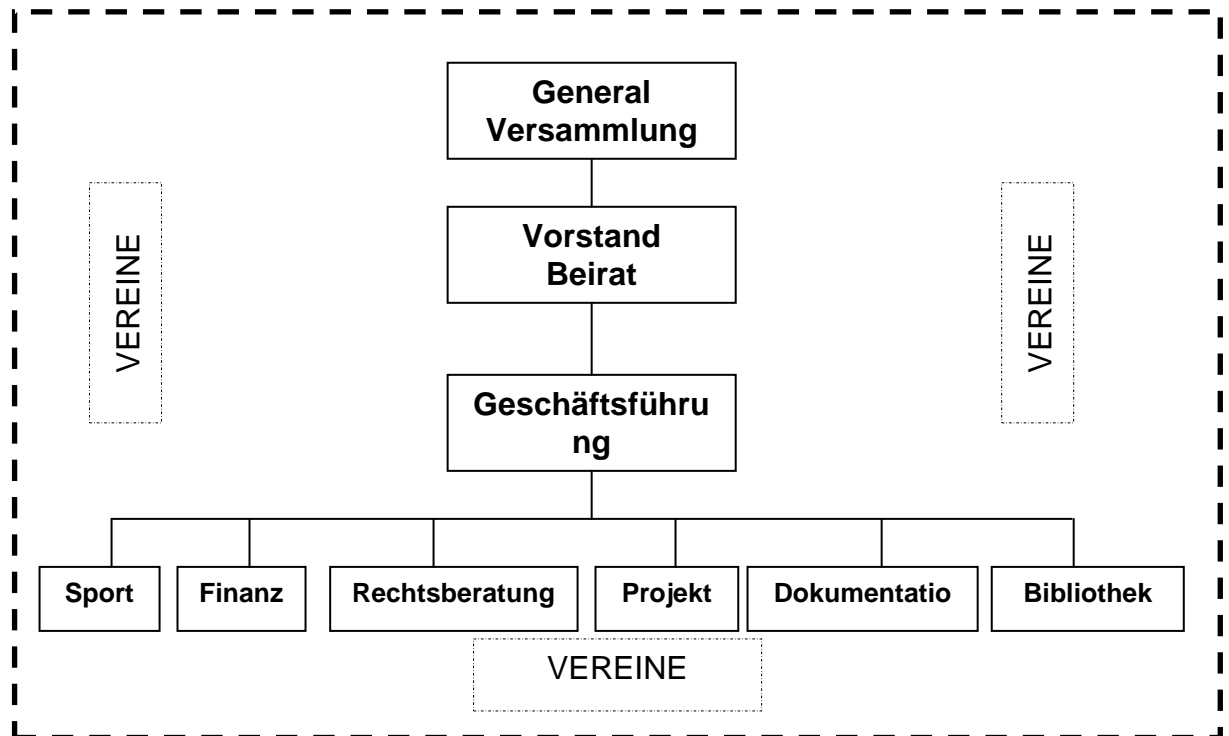 General
Versammlung
VEREINE
Vorstand
Beirat
VEREINE
Geschäftsführu
ng
Sport
Finanz
Rechtsberatung
Projekt
Dokumentatio
Bibliothek
VEREINE